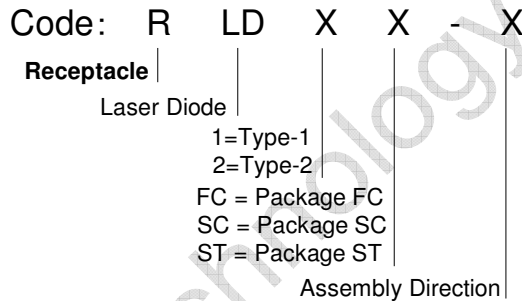 Code: R LD X X - X
Receptacle
Laser Diode
1=Type-1
2=Type-2
FC = Package FC
SC = Package SC
ST = Package ST
Assembly Direction